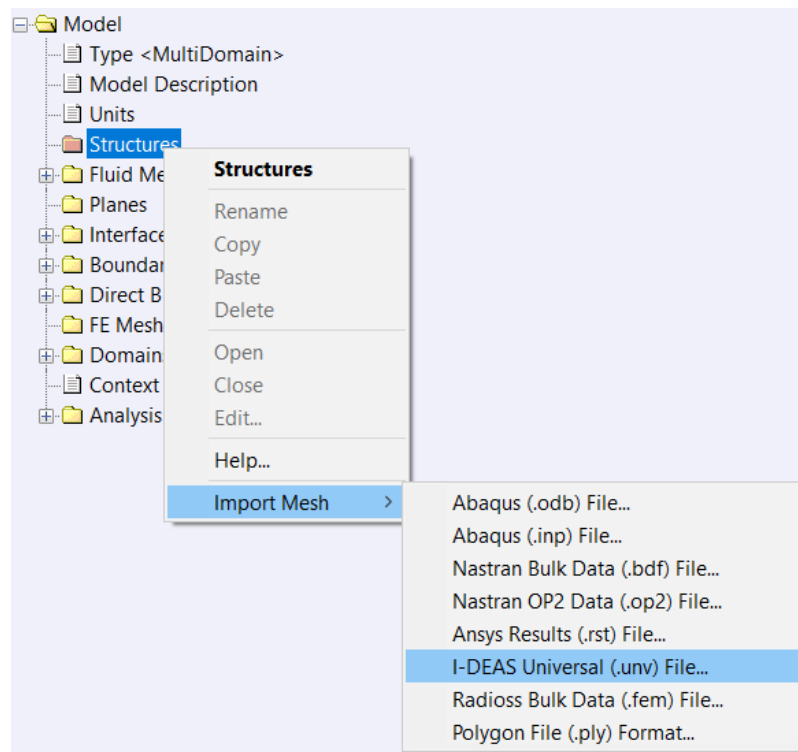 Model
Type <MultiDomain>
Model Description
Units
Structures
Fluid Me
Planes
Interface
Boundar
Direct B
FE Mesh
Domain
Context
Analysis
Structures
Rename
Copy
Paste
Delete
Open
Close
Edit...
Help...
Import Mesh
Abaqus (.odb) File...
Abaqus (.inp) File...
Nastran Bulk Data (.bdf) File...
Nastran OP2 Data (.op2) File...
Ansys Results (.rst) File...
I-DEAS Universal (.unv) File...
Radioss Bulk Data (.fem) File...
Polygon File (.ply) Format...